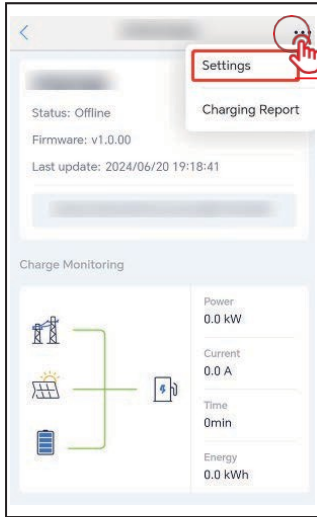 Settings
Charging Report
Status: Offline
Firmware: v1.0.00
Last update: 2024/06/20 19:18:41
Charge Monitoring
Power
0.0 kW
Current
0.0 A
Time
0min
Energy
0.0 kWh